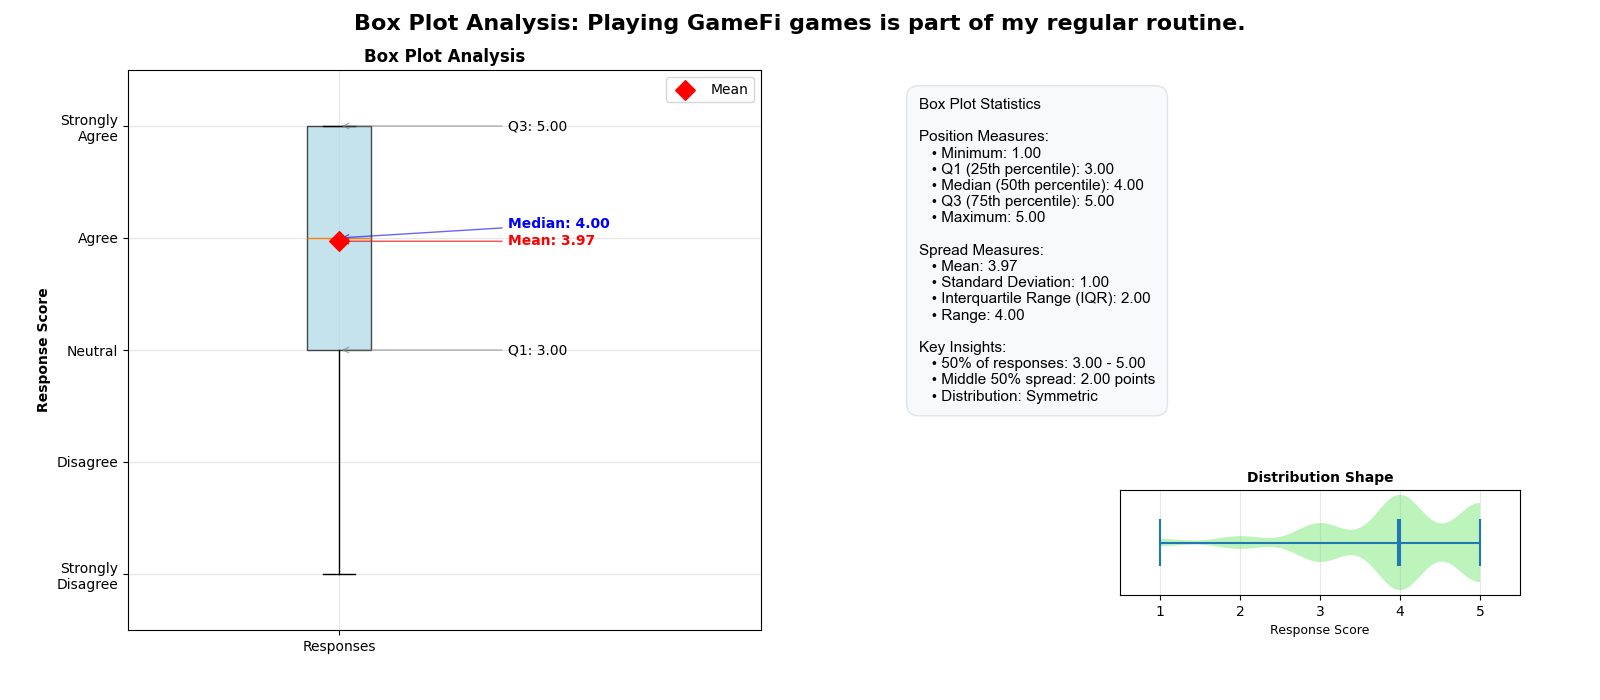 Box Plot Analysis: Playing GameFi games is part of my regular routine.
Box Plot Analysis
Mean
Strongly
Agree
Agree
Neutral
Disagree
Strongly
Disagree
Response Score
Q3: 5.00
Median: 4.00
Mean: 3.97
Q1: 3.00
Responses
Box Plot Statistics
Position Measures:
• Minimum: 1.00
• Q1 (25th percentile): 3.00
• Median (50th percentile): 4.00
• Q3 (75th percentile): 5.00
• Maximum: 5.00
Spread Measures:
• Mean: 3.97
• Standard Deviation: 1.00
• Interquartile Range (IQR): 2.00
• Range: 4.00
Key Insights:
• 50% of responses: 3.00 - 5.00
• Middle 50% spread: 2.00 points
• Distribution: Symmetric
Distribution Shape
1 2 3 4 5
Response Score